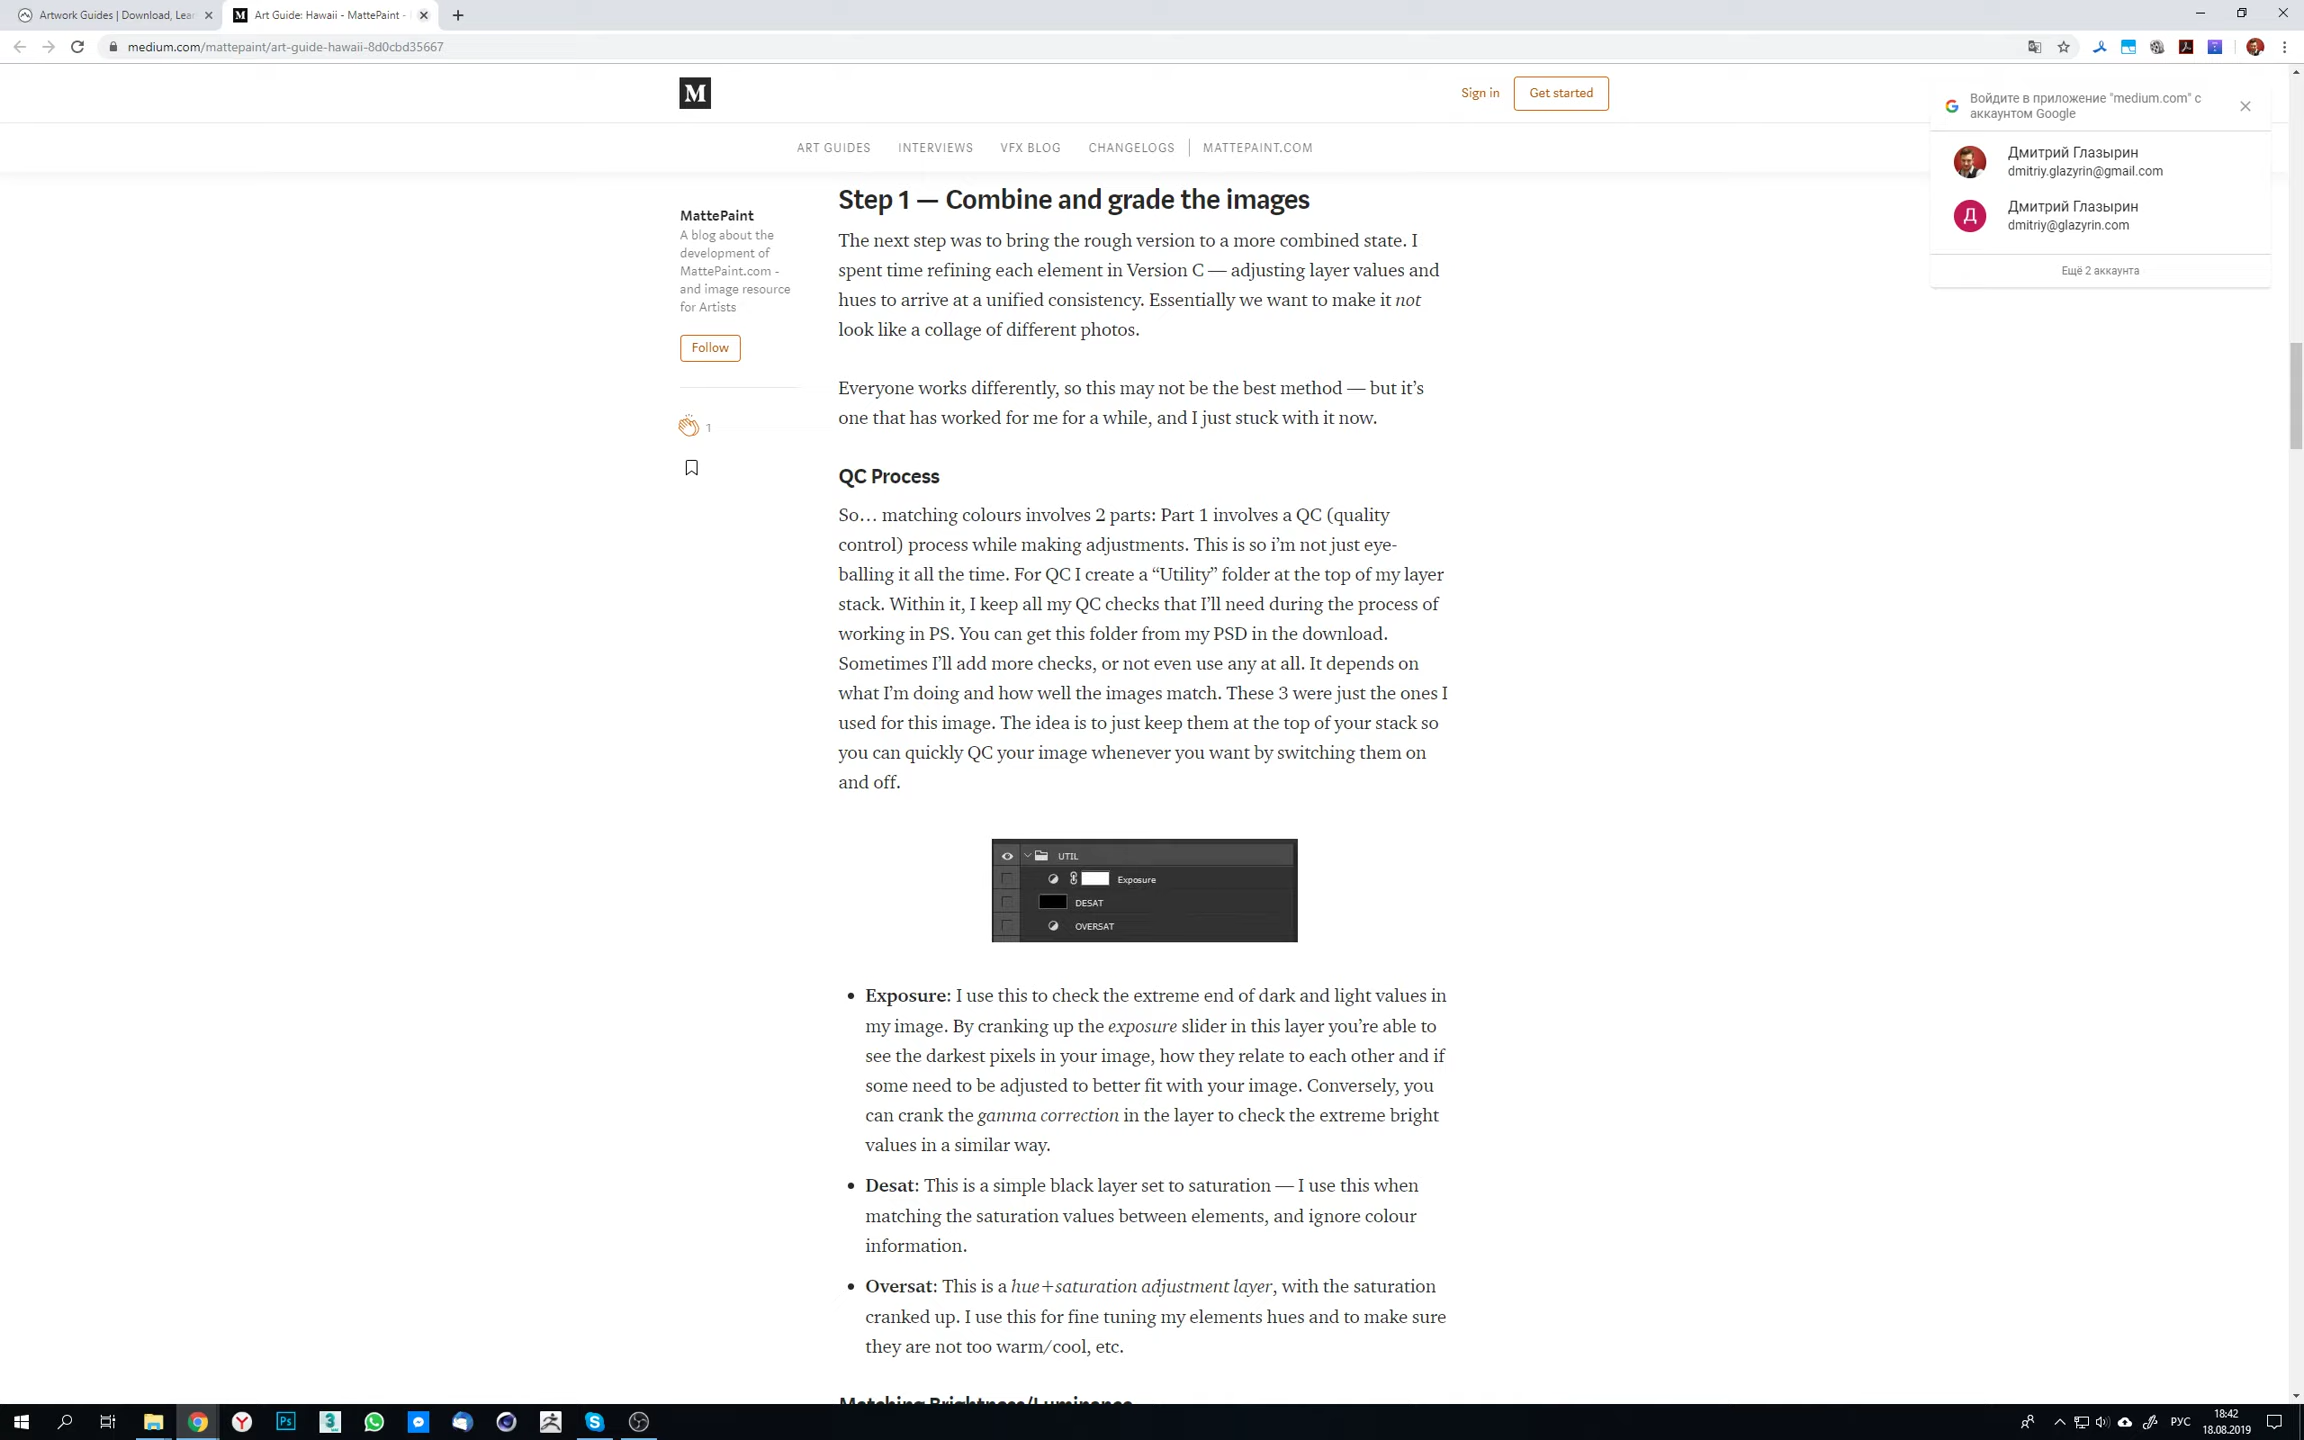 Artwork Guides | Download, Lear
Art Guide: Hawaii - MattePaint -
medium.com/mattepaint/art-guide-hawaii-8d0cbd35667
M
Sign in
Get started
Войдите в приложение "medium.com" с
аккаунтом Google
Дмитрий Глазырин
dmitriy.glazyrin@gmail.com
Д
Дмитрий Глазырин
dmitriy@glazyrin.com
Ещё 2 аккаунта
ART GUIDES INTERVIEWS VFX BLOG CHANGELOGS MATTEPAINT.COM
MattePaint
A blog about the
development of
MattePaint.com -
and image resource
for Artists
Follow
1
Step 1 — Combine and grade the images
The next step was to bring the rough version to a more combined state. I
spent time refining each element in Version C — adjusting layer values and
hues to arrive at a unified consistency. Essentially we want to make it not
look like a collage of different photos.
Everyone works differently, so this may not be the best method — but it’s
one that has worked for me for a while, and I just stuck with it now.
QC Process
So… matching colours involves 2 parts: Part 1 involves a QC (quality
control) process while making adjustments. This is so i’m not just eye-
balling it all the time. For QC I create a “Utility” folder at the top of my layer
stack. Within it, I keep all my QC checks that I’ll need during the process of
working in PS. You can get this folder from my PSD in the download.
Sometimes I’ll add more checks, or not even use any at all. It depends on
what I’m doing and how well the images match. These 3 were just the ones I
used for this image. The idea is to just keep them at the top of your stack so
you can quickly QC your image whenever you want by switching them on
and off.
UTIL
Exposure
DESAT
OVERSAT
• Exposure: I use this to check the extreme end of dark and light values in
my image. By cranking up the exposure slider in this layer you’re able to
see the darkest pixels in your image, how they relate to each other and if
some need to be adjusted to better fit with your image. Conversely, you
can crank the gamma correction in the layer to check the extreme bright
values in a similar way.
• Desat: This is a simple black layer set to saturation — I use this when
matching the saturation values between elements, and ignore colour
information.
• Oversat: This is a hue+saturation adjustment layer, with the saturation
cranked up. I use this for fine tuning my elements hues and to make sure
they are not too warm/cool, etc.
Matching Brightness/Luminance
Ps
3
РУС
18:42
18.08.2019